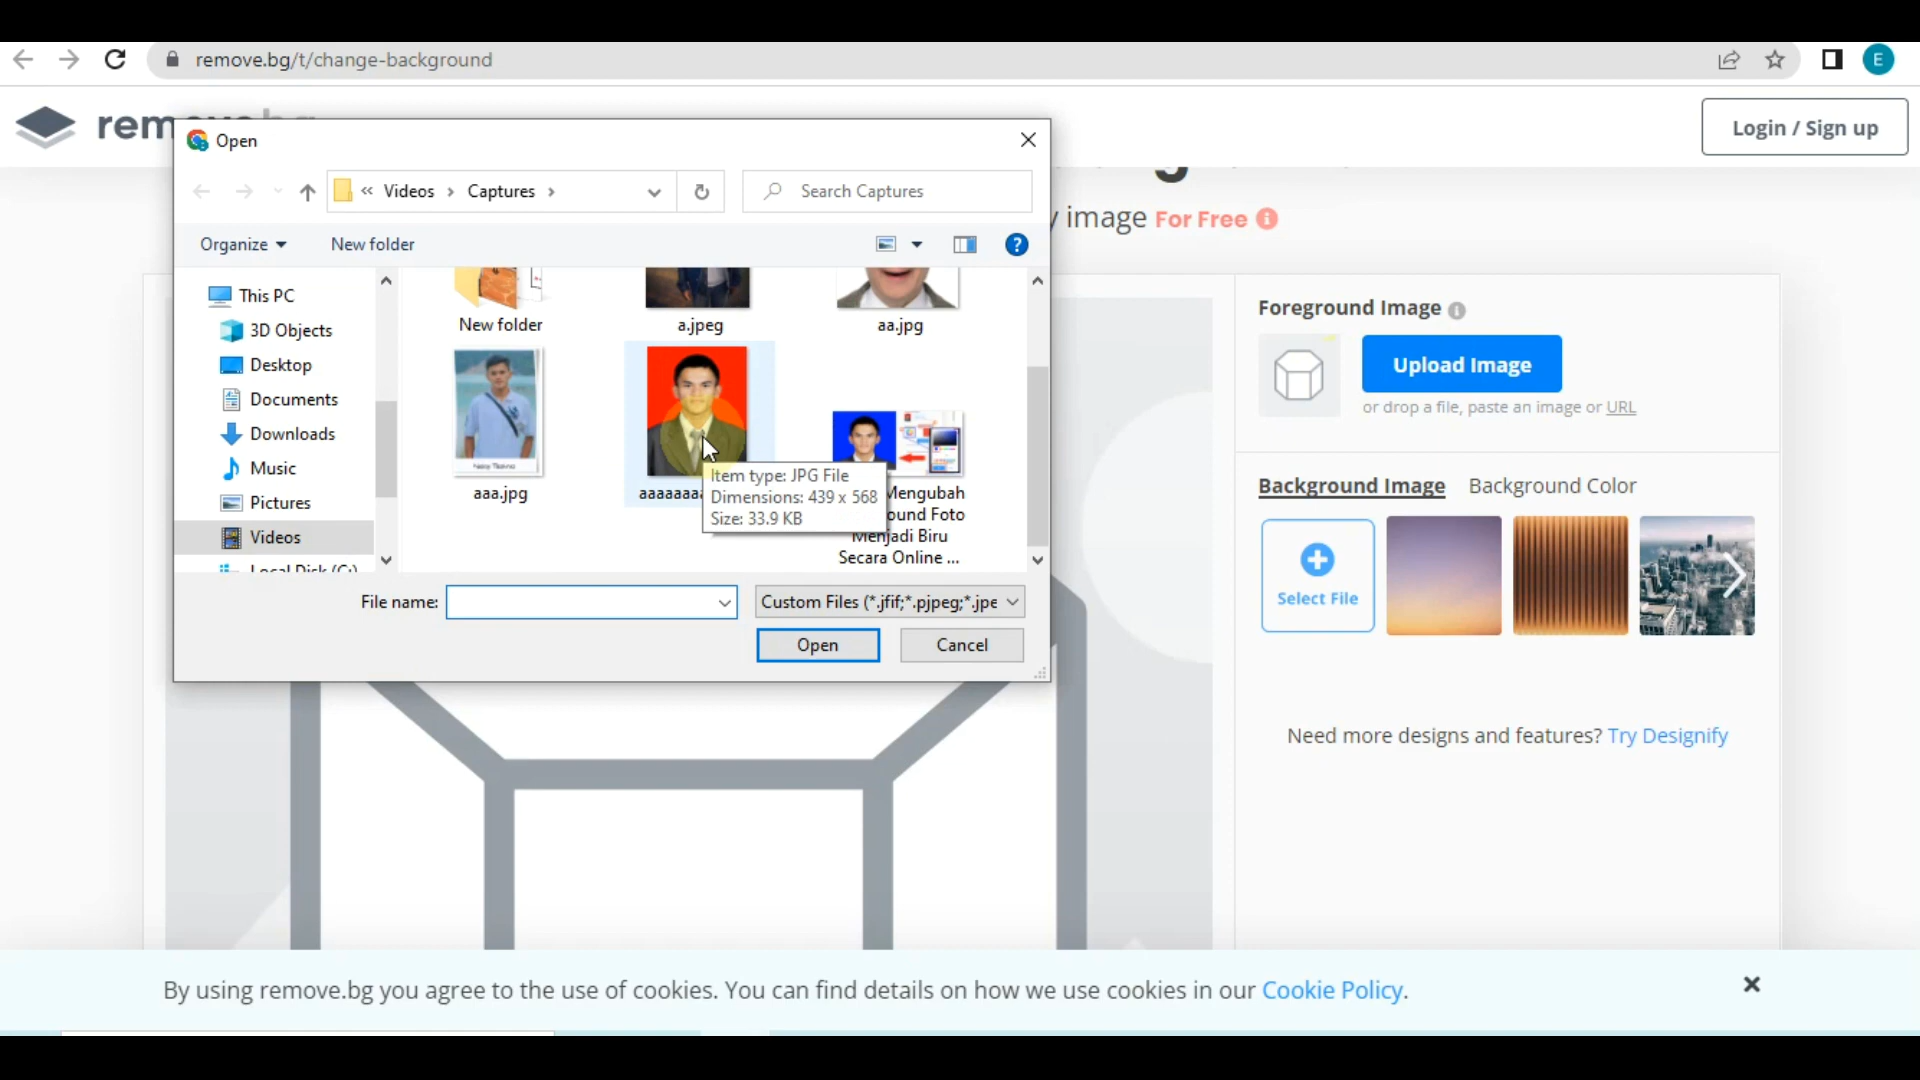 remove.bg/t/change-background
E
Login / Sign up
Open
« Videos › Captures ›
Search Captures
y image For Free
Organize
New folder
This PC
3D Objects
Desktop
Documents
Downloads
Music
Pictures
Videos
Local Disk (C:)
New folder
a.jpeg
aa.jpg
aaa.jpg
Mengubah
Menjadi Biru
Secara Online ...
Item type: JPG File
Dimensions: 439 x 568
Size: 33.9 KB
File name:
Custom Files (*.jfif;*.pjpeg;*.jpe
Open
Cancel
Foreground Image
Upload Image
or drop a file, paste an image or URL
Background Image
Background Color
Select File
Need more designs and features? Try Designify
By using remove.bg you agree to the use of cookies. You can find details on how we use cookies in our Cookie Policy.